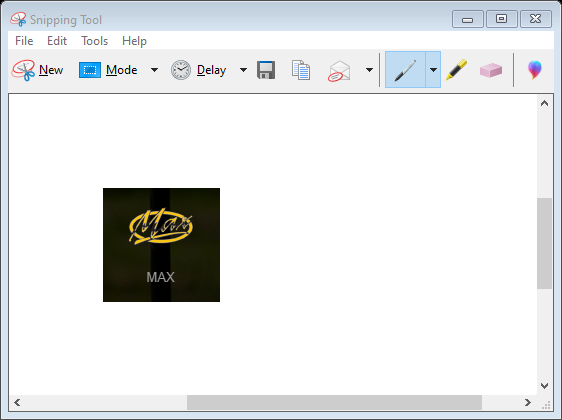 Snipping Tool
File Edit Tools Help
New Mode Delay
Max
MAX